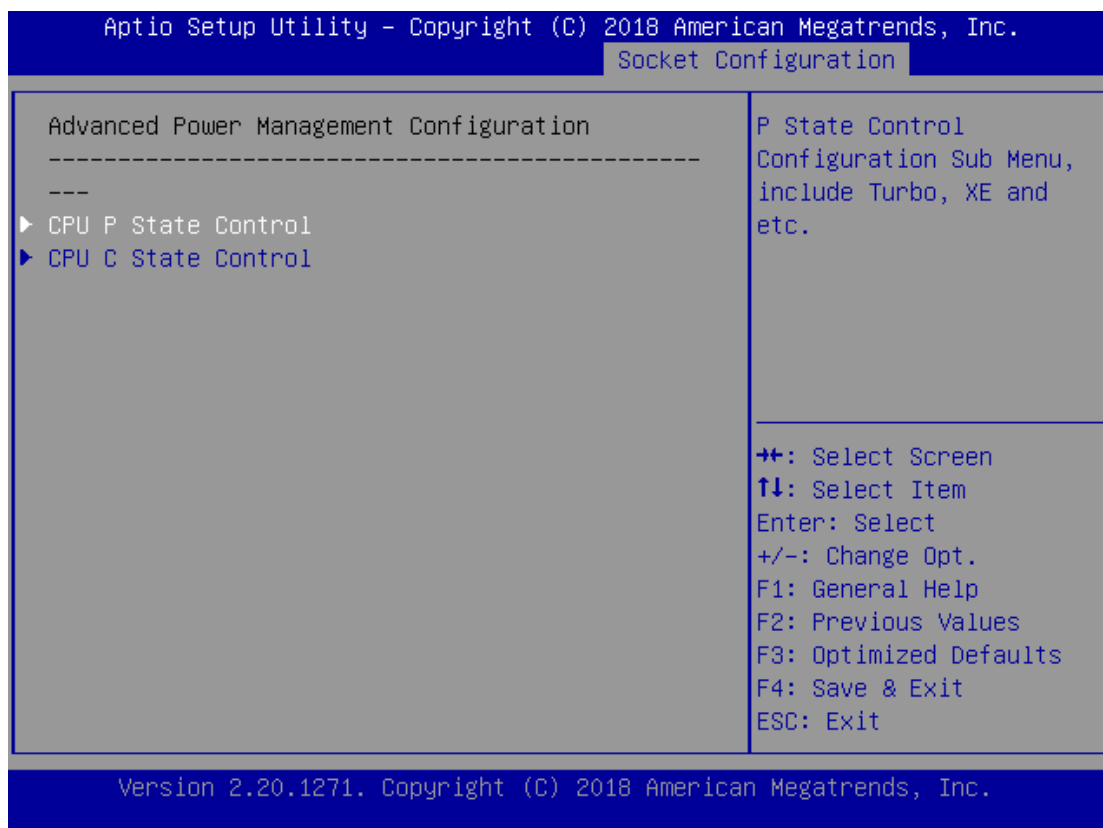 Aptio Setup Utility – Copyright (C) 2018 American Megatrends, Inc.
Socket Configuration
Advanced Power Management Configuration
-----------------------------------------------
---
▶ CPU P State Control
▶ CPU C State Control
P State Control
Configuration Sub Menu,
include Turbo, XE and
etc.
→←: Select Screen
↑↓: Select Item
Enter: Select
+/-: Change Opt.
F1: General Help
F2: Previous Values
F3: Optimized Defaults
F4: Save & Exit
ESC: Exit
Version 2.20.1271. Copyright (C) 2018 American Megatrends, Inc.